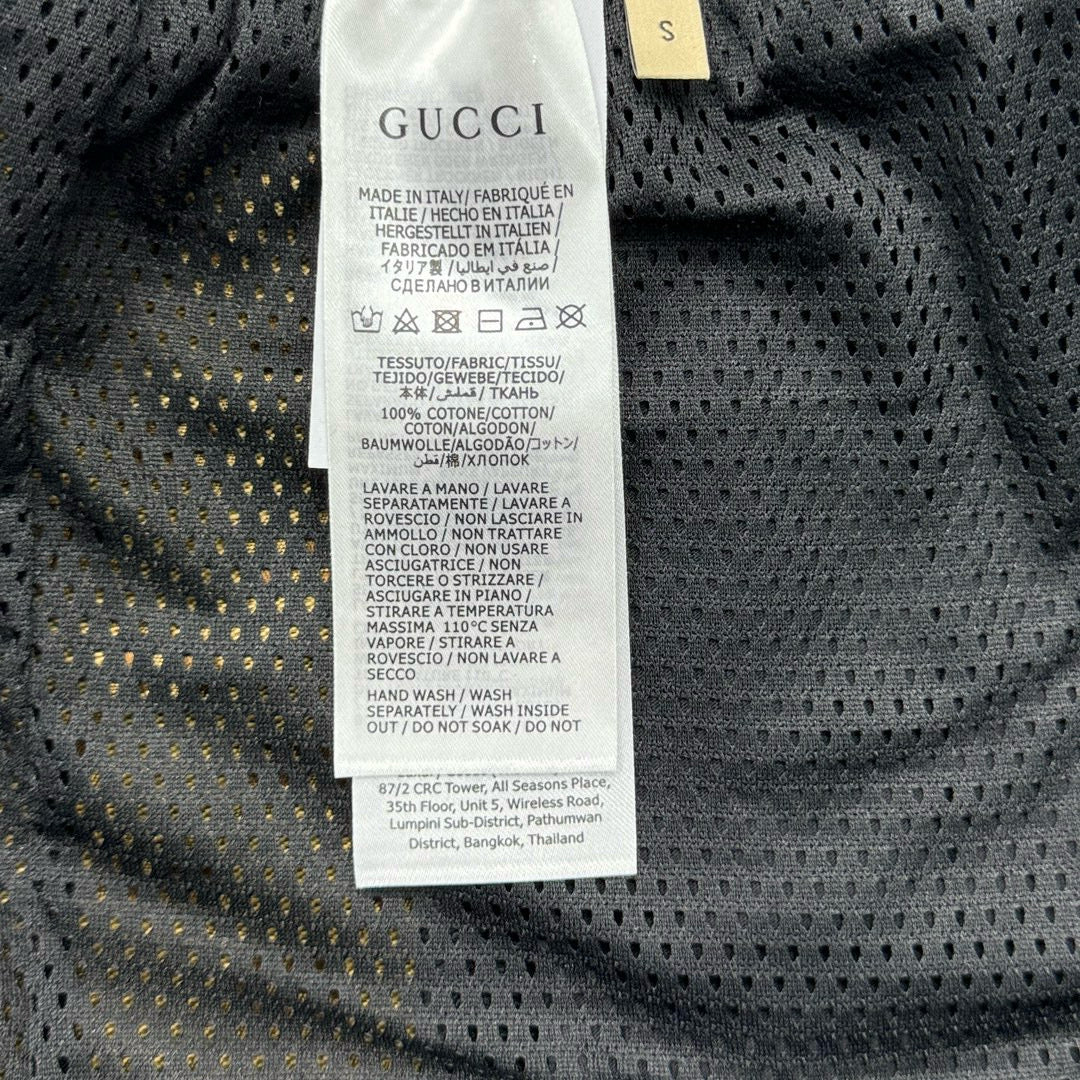 S
GUCCI
MADE IN ITALY/ FABRIQUÉ EN
ITALIE / HECHO EN ITALIA /
HERGESTELLT IN ITALIEN /
FABRICADO EM ITÁLIA /
イタリア製 / صنع في ايطاليا /
СДЕЛАНО В ИТАЛИИ
TESSUTO/FABRIC/TISSU/
TEJIDO/GEWEBE/TECIDO/
本体/قملش/ ТКАНЬ
100% COTONE/COTTON/
COTON/ALGODON/
BAUMWOLLE/ALGODÃO/コットン/
قطن/棉/ХЛОПОК
LAVARE A MANO / LAVARE
SEPARATAMENTE / LAVARE A
ROVESCIO / NON LASCIARE IN
AMMOLLO / NON TRATTARE
CON CLORO / NON USARE
ASCIUGATRICE / NON
TORCERE O STRIZZARE /
ASCIUGARE IN PIANO /
STIRARE A TEMPERATURA
MASSIMA 110°C SENZA
VAPORE / STIRARE A
ROVESCIO / NON LAVARE A
SECCO
HAND WASH / WASH
SEPARATELY / WASH INSIDE
OUT / DO NOT SOAK / DO NOT
87/2 CRC Tower, All Seasons Place,
35th Floor, Unit 5, Wireless Road,
Lumpini Sub-District, Pathumwan
District, Bangkok, Thailand